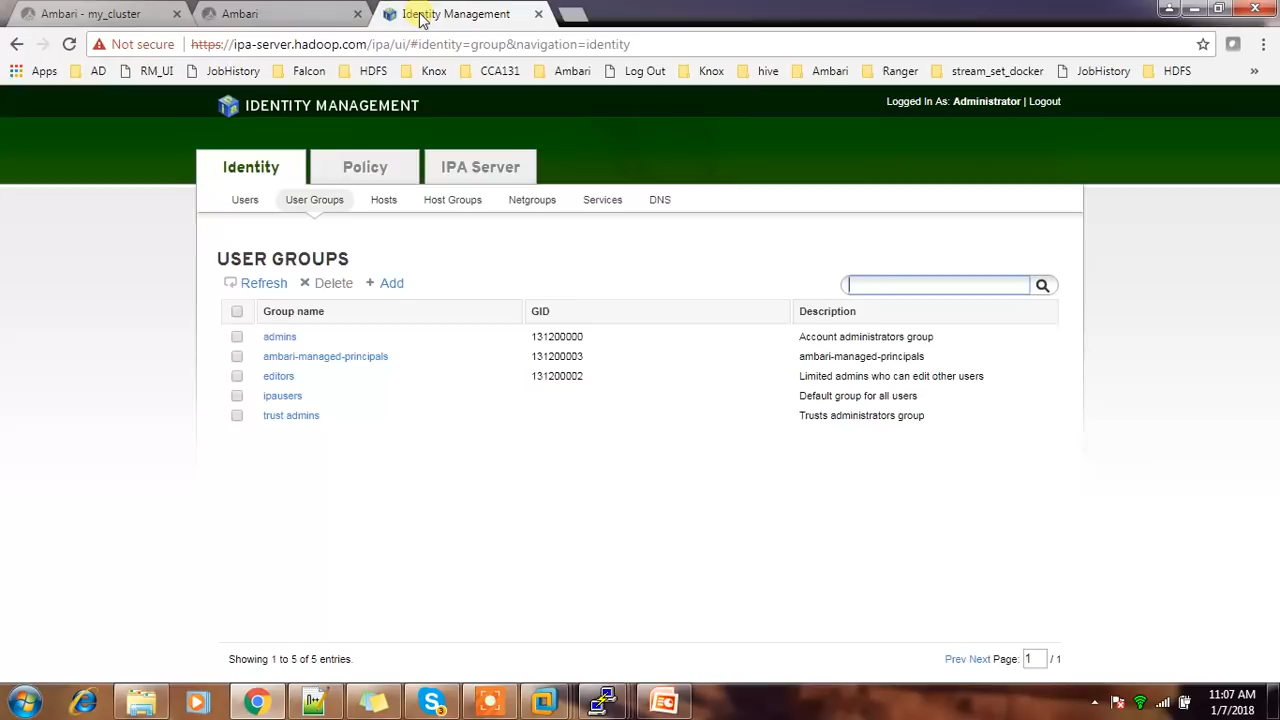 Ambari - my_cluster
Ambari
Identity Management
Not secure https://ipa-server.hadoop.com/ipa/ui/#identity=group&navigation=identity
Apps AD RM_UI JobHistory Falcon HDFS Knox CCA131 Ambari Log Out Knox hive Ambari Ranger stream_set_docker JobHistory HDFS »
IDENTITY MANAGEMENT
Logged In As: Administrator | Logout
Identity Policy IPA Server
Users User Groups Hosts Host Groups Netgroups Services DNS
USER GROUPS
Refresh Delete + Add
Group name GID Description
admins 131200000 Account administrators group
ambari-managed-principals 131200003 ambari-managed-principals
editors 131200002 Limited admins who can edit other users
ipausers Default group for all users
trust admins Trusts administrators group
Showing 1 to 5 of 5 entries.
Prev Next Page: 1 / 1
11:07 AM
1/7/2018